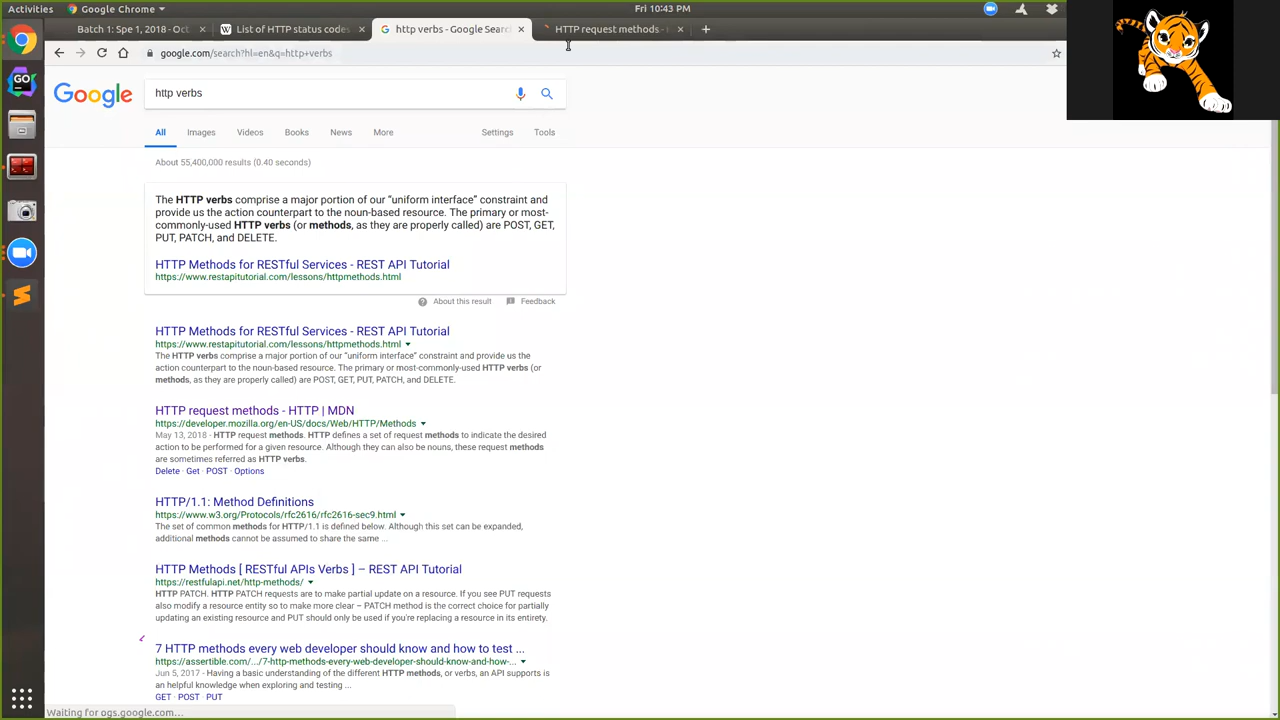 Activities
Google Chrome
Fri 10:43 PM
Batch 1: Spe 1, 2018 - Oct
List of HTTP status codes
http verbs - Google Searc
HTTP request methods -
google.com/search?hl=en&q=http+verbs
Google
http verbs
All
Images
Videos
Books
News
More
Settings
Tools
About 55,400,000 results (0.40 seconds)
The HTTP verbs comprise a major portion of our “uniform interface” constraint and
provide us the action counterpart to the noun-based resource. The primary or most-
commonly-used HTTP verbs (or methods, as they are properly called) are POST, GET,
PUT, PATCH, and DELETE.
HTTP Methods for RESTful Services - REST API Tutorial
https://www.restapitutorial.com/lessons/httpmethods.html
About this result
Feedback
HTTP Methods for RESTful Services - REST API Tutorial
https://www.restapitutorial.com/lessons/httpmethods.html
The HTTP verbs comprise a major portion of our “uniform interface” constraint and provide us the
action counterpart to the noun-based resource. The primary or most-commonly-used HTTP verbs (or
methods, as they are properly called) are POST, GET, PUT, PATCH, and DELETE.
HTTP request methods - HTTP | MDN
https://developer.mozilla.org/en-US/docs/Web/HTTP/Methods
May 13, 2018 - HTTP request methods. HTTP defines a set of request methods to indicate the desired
action to be performed for a given resource. Although they can also be nouns, these request methods
are sometimes referred as HTTP verbs.
Delete · Get · POST · Options
HTTP/1.1: Method Definitions
https://www.w3.org/Protocols/rfc2616/rfc2616-sec9.html
The set of common methods for HTTP/1.1 is defined below. Although this set can be expanded,
additional methods cannot be assumed to share the same ...
HTTP Methods [ RESTful APIs Verbs ] – REST API Tutorial
https://restfulapi.net/http-methods/
HTTP PATCH. HTTP PATCH requests are to make partial update on a resource. If you see PUT requests
also modify a resource entity so to make more clear – PATCH method is the correct choice for partially
updating an existing resource and PUT should only be used if you're replacing a resource in its entirety.
7 HTTP methods every web developer should know and how to test ...
https://assertible.com/.../7-http-methods-every-web-developer-should-know-and-how-...
Jun 5, 2017 - Having a basic understanding of the different HTTP methods, or verbs, an API supports is
an helpful knowledge when exploring and testing ...
GET · POST · PUT
Waiting for ogs.google.com...